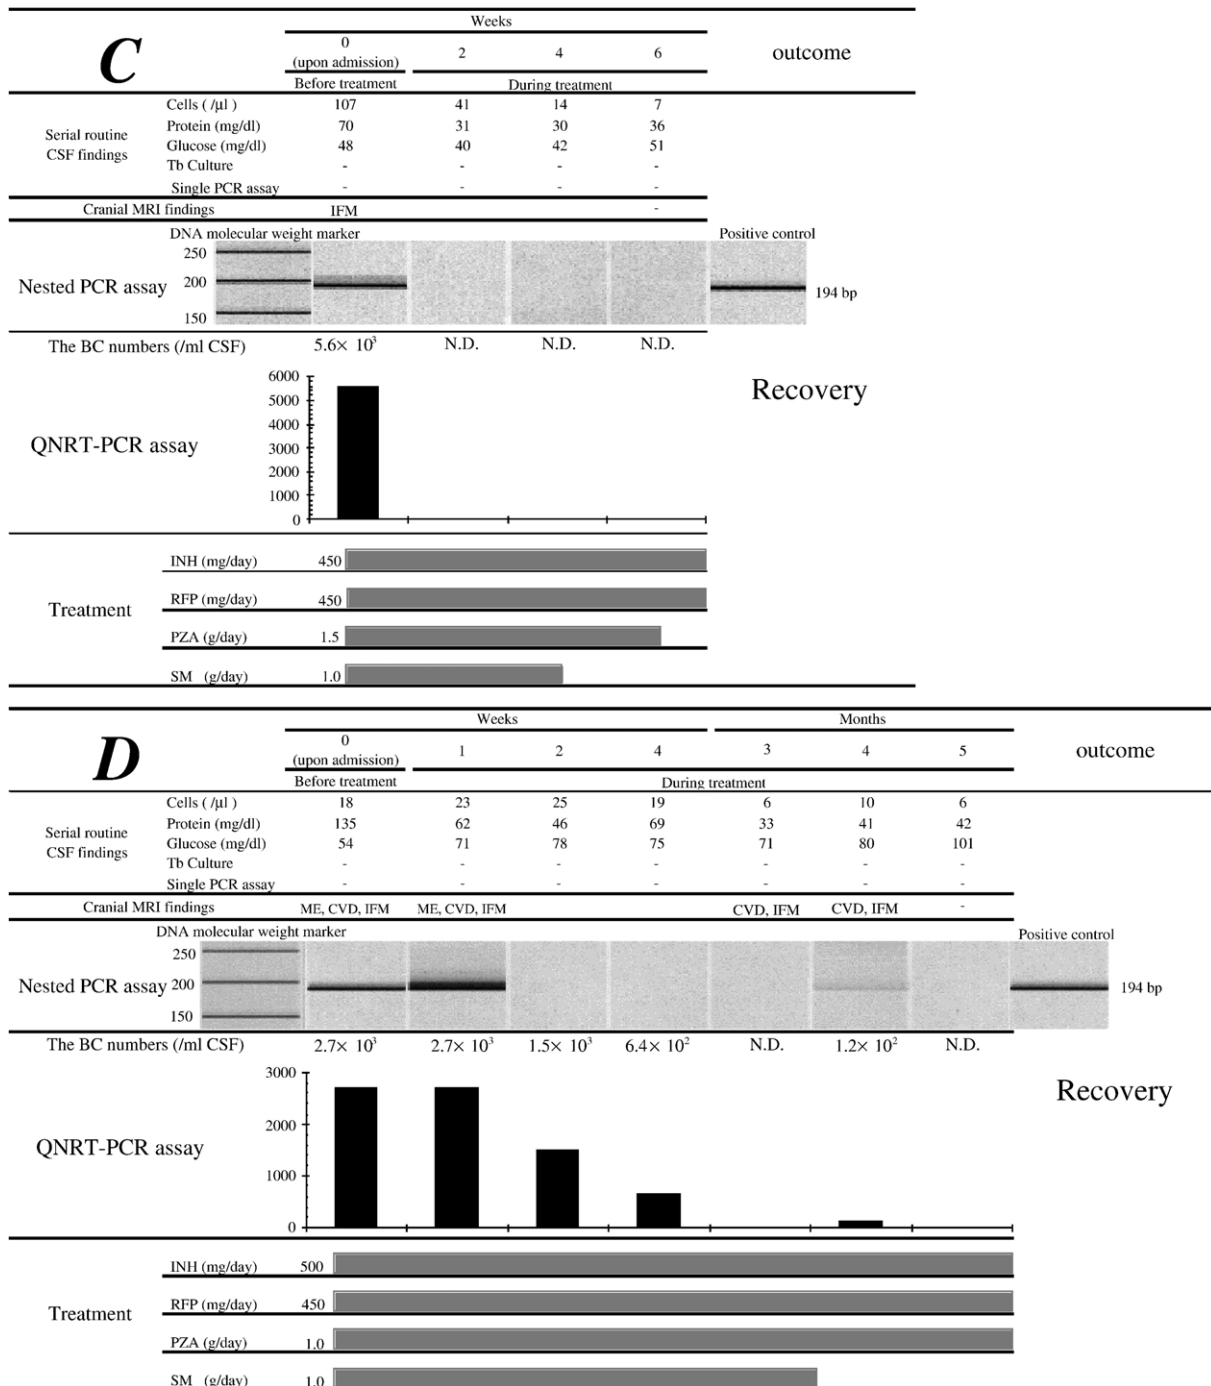 C
Weeks
0 2 4 6 outcome
(upon admission)
Before treatment During treatment
Serial routine CSF findings
Cells ( /μl ) 107 41 14 7
Protein (mg/dl) 70 31 30 36
Glucose (mg/dl) 48 40 42 51
Tb Culture - - - -
Single PCR assay - - - -
Cranial MRI findings IFM -
DNA molecular weight marker Positive control
250
Nested PCR assay 200 194 bp
150
The BC numbers (/ml CSF) 5.6× 10³ N.D. N.D. N.D.
Recovery
QNRT-PCR assay
6000
5000
4000
3000
2000
1000
0
Treatment
INH (mg/day) 450
RFP (mg/day) 450
PZA (g/day) 1.5
SM (g/day) 1.0
D
Weeks Months
0 1 2 4 3 4 5 outcome
(upon admission)
Before treatment During treatment
Serial routine CSF findings
Cells ( /μl ) 18 23 25 19 6 10 6
Protein (mg/dl) 135 62 46 69 33 41 42
Glucose (mg/dl) 54 71 78 75 71 80 101
Tb Culture - - - - - - -
Single PCR assay - - - - - - -
Cranial MRI findings ME, CVD, IFM ME, CVD, IFM CVD, IFM CVD, IFM -
DNA molecular weight marker Positive control
250
Nested PCR assay 200 194 bp
150
The BC numbers (/ml CSF) 2.7× 10³ 2.7× 10³ 1.5× 10³ 6.4× 10² N.D. 1.2× 10² N.D.
Recovery
QNRT-PCR assay
3000
2000
1000
0
Treatment
INH (mg/day) 500
RFP (mg/day) 450
PZA (g/day) 1.0
SM (g/day) 1.0